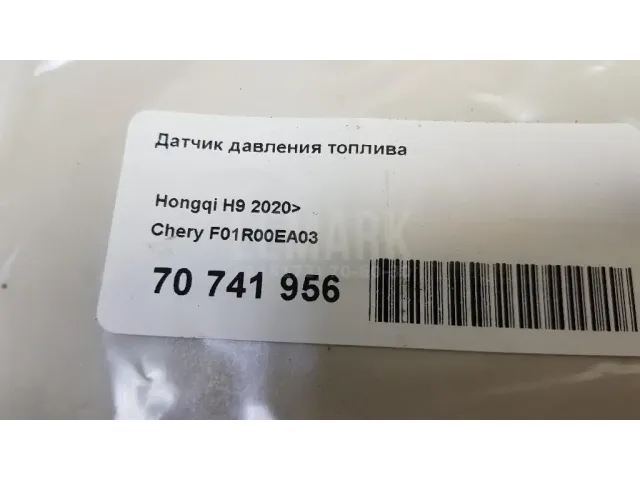 Датчик давления топлива
Hongqi H9 2020>
Chery F01R00EA03
70 741 956